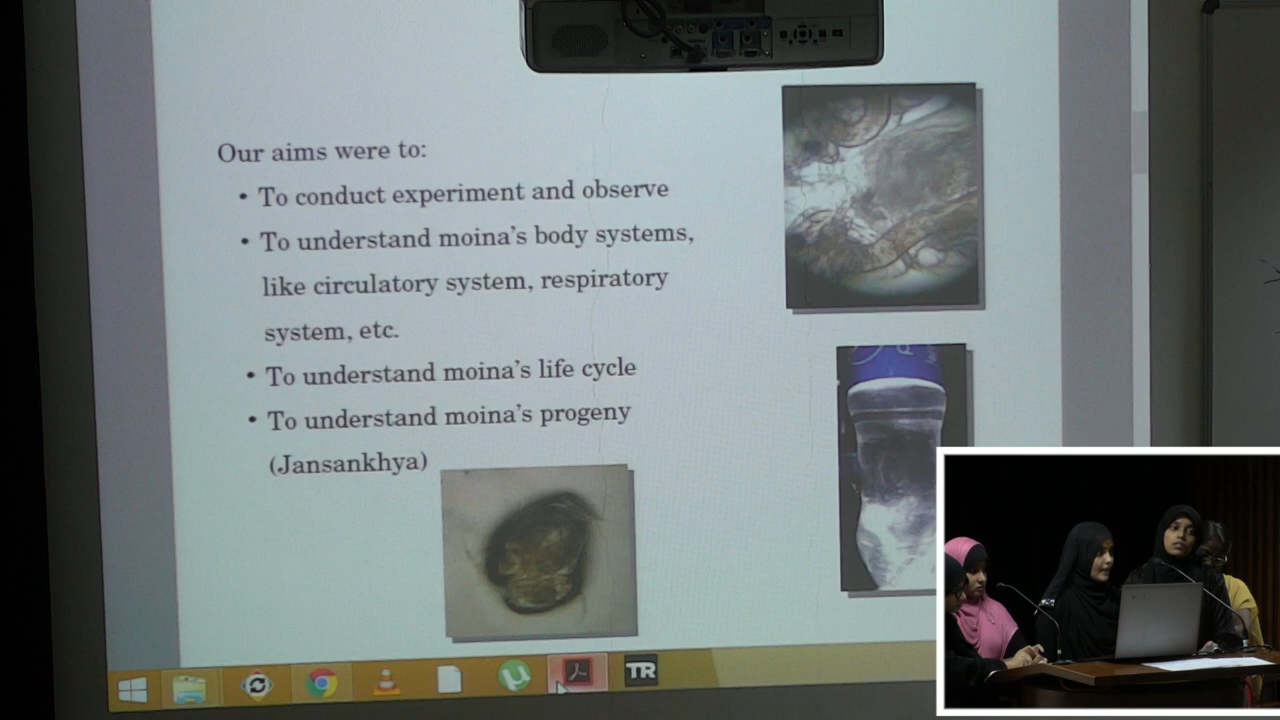 Our aims were to:
• To conduct experiment and observe
• To understand moina's body systems,
like circulatory system, respiratory
system, etc.
• To understand moina's life cycle
• To understand moina's progeny
(Jansankhya)
TR